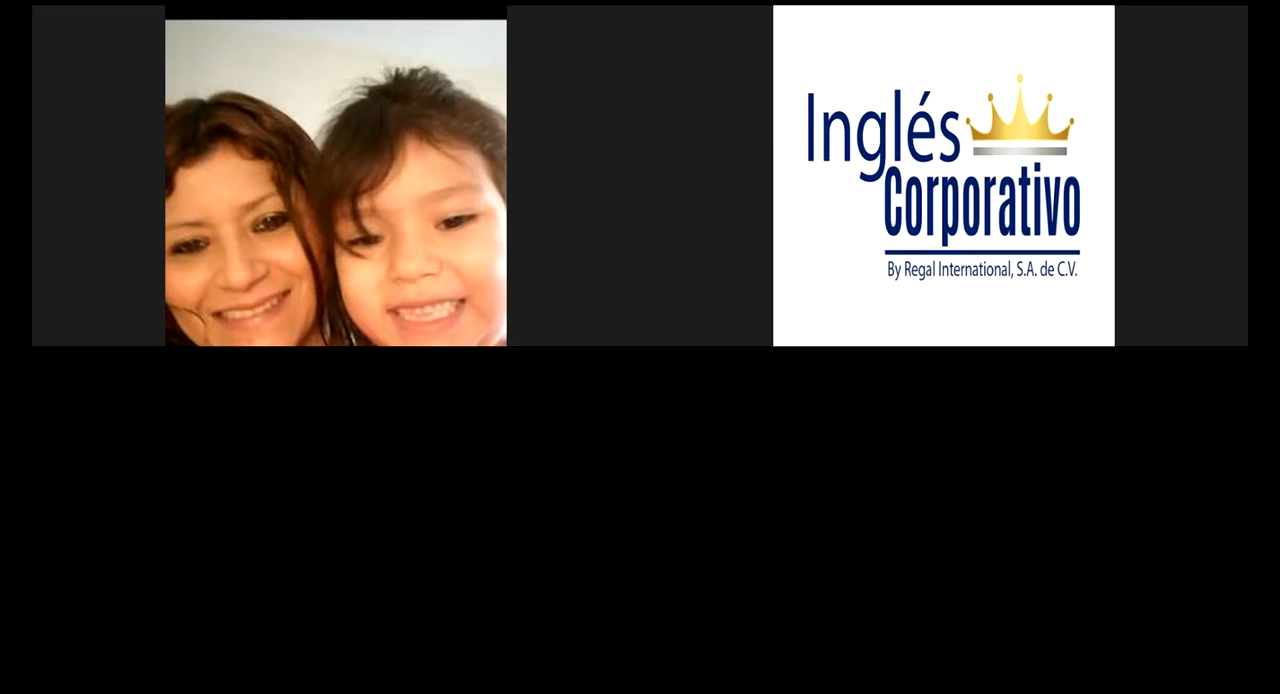 Inglés
Corporativo
By Regal International, S.A. de C.V.